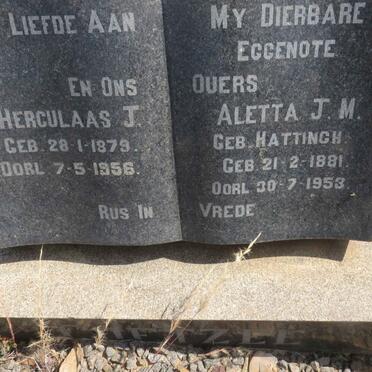 LIEFDE AAN MY DIERBARE
EGGENOTE
EN ONS OUERS
HERCULAAS J.
GEB. 28-1-1879.
OORL 7-5-1956.
ALETTA J. M.
GEB. HATTINGH
GEB. 21-2-1881.
OORL 30-7-1953.
RUS IN VREDE